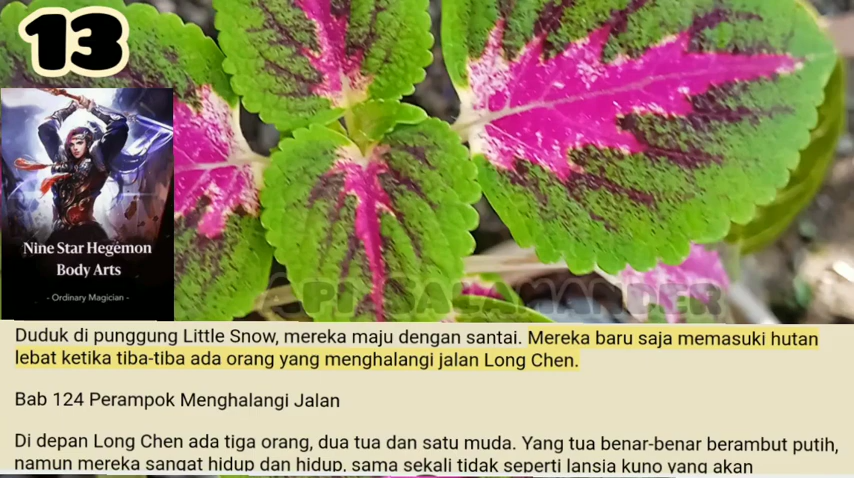 13
Nine Star Hegemon
Body Arts
- Ordinary Magician -
API SALAMANDER
Duduk di punggung Little Snow, mereka maju dengan santai. Mereka baru saja memasuki hutan
lebat ketika tiba-tiba ada orang yang menghalangi jalan Long Chen.
Bab 124 Perampok Menghalangi Jalan
Di depan Long Chen ada tiga orang, dua tua dan satu muda. Yang tua benar-benar berambut putih,
namun mereka sangat hidup dan hidup, sama sekali tidak seperti lansia kuno yang akan